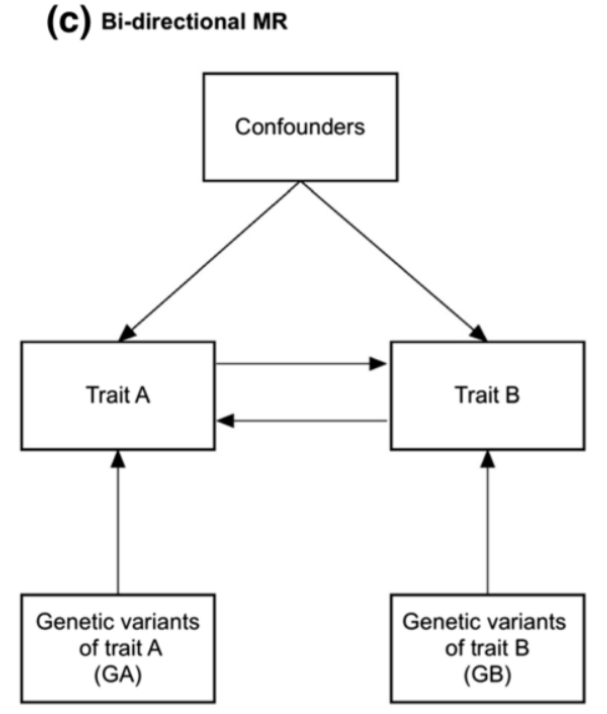 (c) Bi-directional MR
Confounders
Trait A
Trait B
Genetic variants
of trait A
(GA)
Genetic variants
of trait B
(GB)